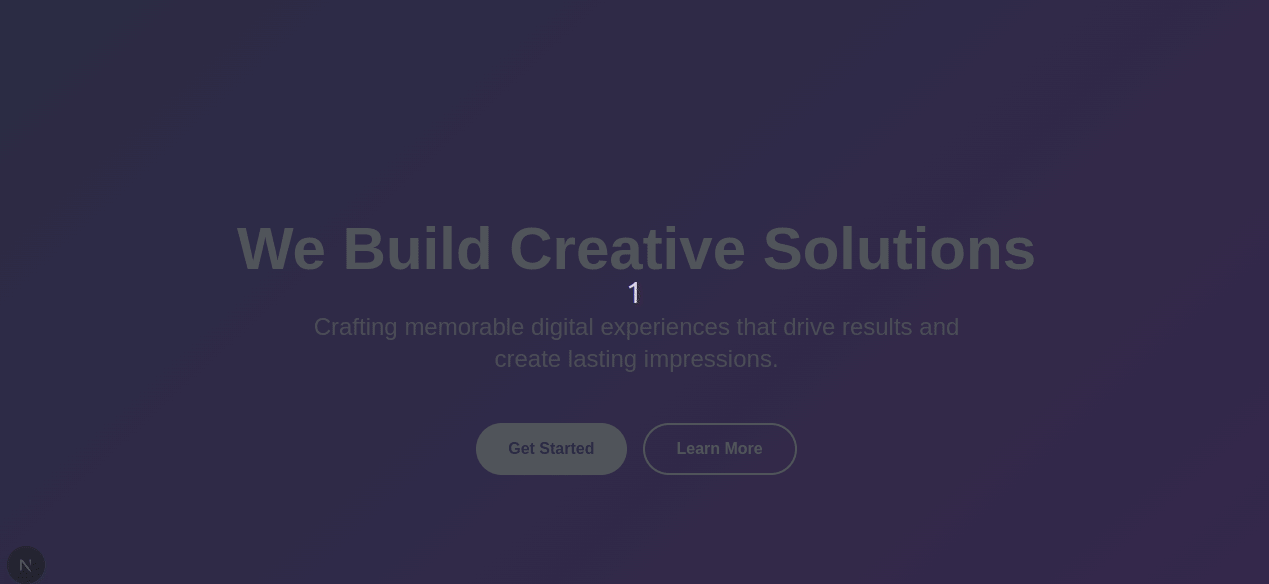 We Build Creative Solutions
1
Crafting memorable digital experiences that drive results and
create lasting impressions.
Get Started
Learn More
N